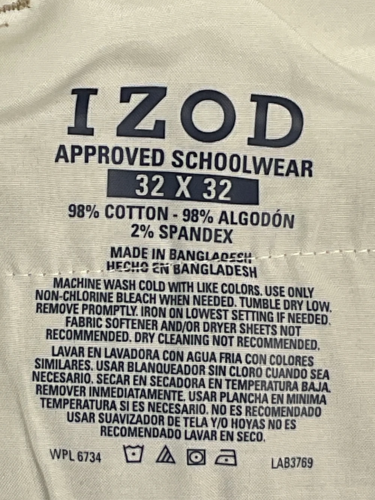 IZOD
APPROVED SCHOOLWEAR
32 X 32
98% COTTON - 98% ALGODÓN
2% SPANDEX
MADE IN BANGLADESH
HECHO EN BANGLADESH
MACHINE WASH COLD WITH LIKE COLORS. USE ONLY
NON-CHLORINE BLEACH WHEN NEEDED. TUMBLE DRY LOW.
REMOVE PROMPTLY. IRON ON LOWEST SETTING IF NEEDED.
FABRIC SOFTENER AND/OR DRYER SHEETS NOT
RECOMMENDED. DRY CLEANING NOT RECOMMENDED.
LAVAR EN LAVADORA CON AGUA FRIA CON COLORES
SIMILARES. USAR BLANQUEADOR SIN CLORO CUANDO SEA
NECESARIO. SECAR EN SECADORA EN TEMPERATURA BAJA.
REMOVER INMEDIATAMENTE. USAR PLANCHA EN MINIMA
TEMPERATURA SI ES NECESARIO. NO ES RECOMENDADO
USAR SUAVIZADOR DE TELA Y/O HOYAS NO ES
RECOMENDADO LAVAR EN SECO.
WPL 6734 LAB3769